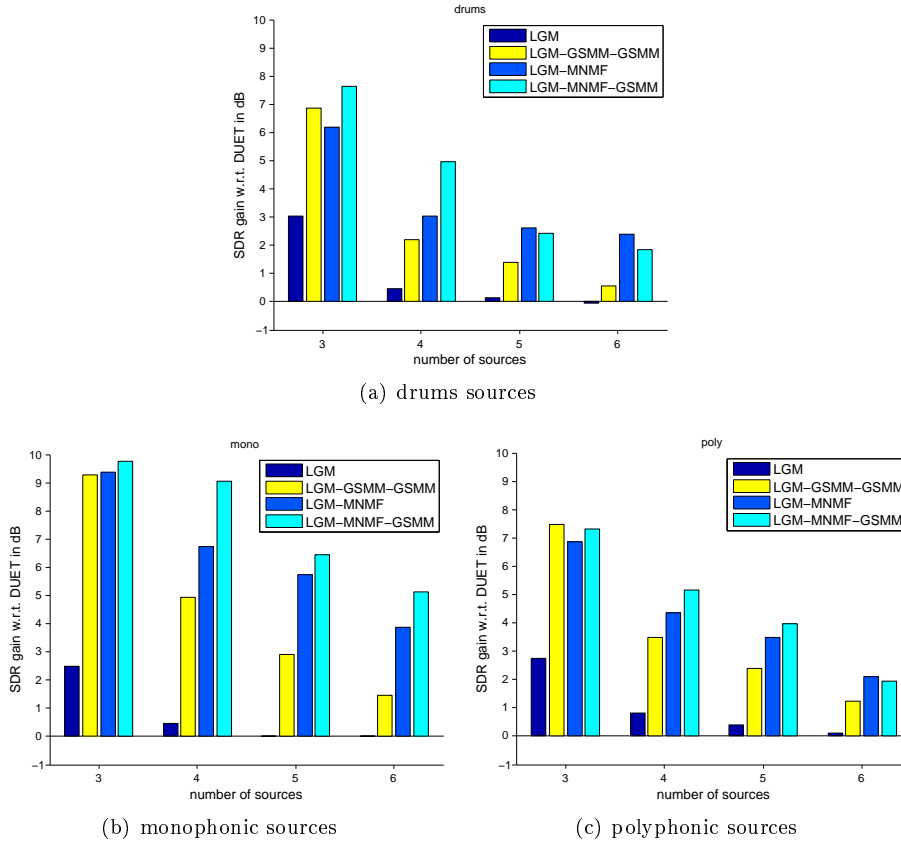 drums
SDR gain w.r.t. DUET in dB
10
9
8
7
6
5
4
3
2
1
0
−1
LGM
LGM−GSMM−GSMM
LGM−MNMF
LGM−MNMF−GSMM
3 4 5 6
number of sources
(a) drums sources
mono
SDR gain w.r.t. DUET in dB
10
9
8
7
6
5
4
3
2
1
0
−1
LGM
LGM−GSMM−GSMM
LGM−MNMF
LGM−MNMF−GSMM
3 4 5 6
number of sources
(b) monophonic sources
poly
SDR gain w.r.t. DUET in dB
10
9
8
7
6
5
4
3
2
1
0
−1
LGM
LGM−GSMM−GSMM
LGM−MNMF
LGM−MNMF−GSMM
3 4 5 6
number of sources
(c) polyphonic sources